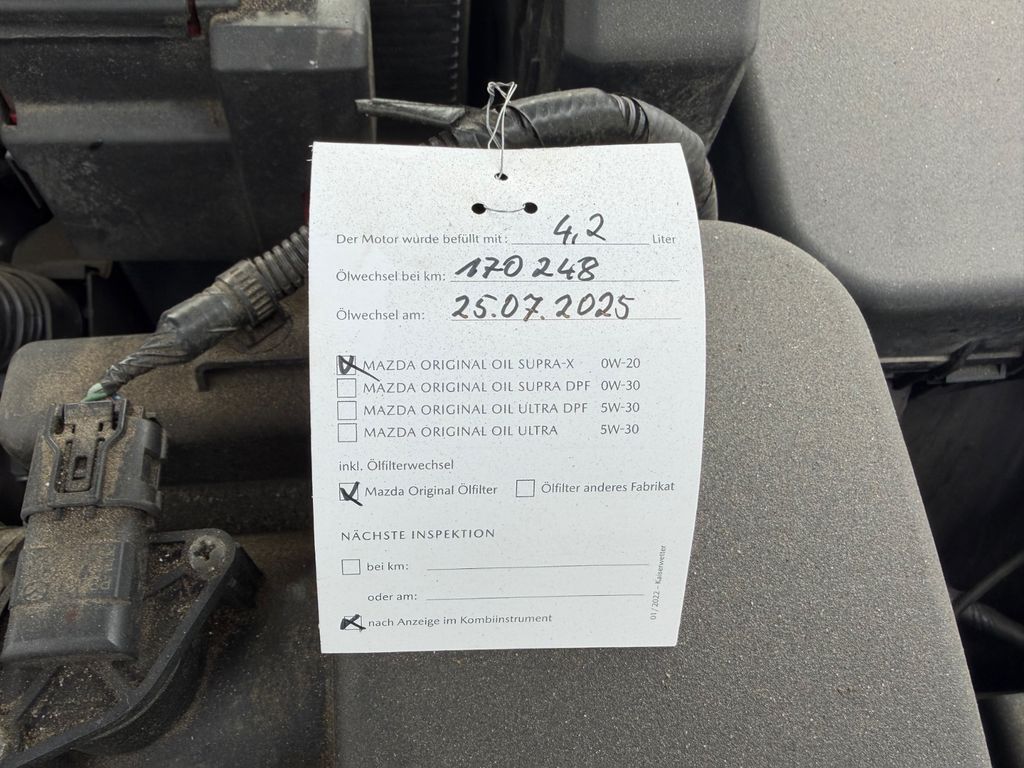 Der Motor wurde befüllt mit: 4,2 Liter
Ölwechsel bei km: 170 248
Ölwechsel am: 25.07.2025
MAZDA ORIGINAL OIL SUPRA-X 0W-20
MAZDA ORIGINAL OIL SUPRA DPF 0W-30
MAZDA ORIGINAL OIL ULTRA DPF 5W-30
MAZDA ORIGINAL OIL ULTRA 5W-30
inkl. Ölfilterwechsel
Mazda Original Ölfilter Ölfilter anderes Fabrikat
NÄCHSTE INSPEKTION
bei km:
oder am:
nach Anzeige im Kombiinstrument
01/2022 – Kaiserwetter